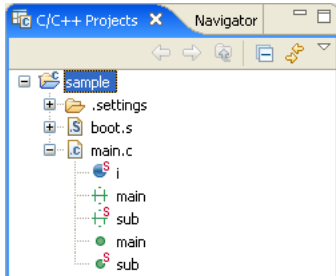 C/C++ Projects Navigator
sample
.settings
boot.s
main.c
i
main
sub
main
sub